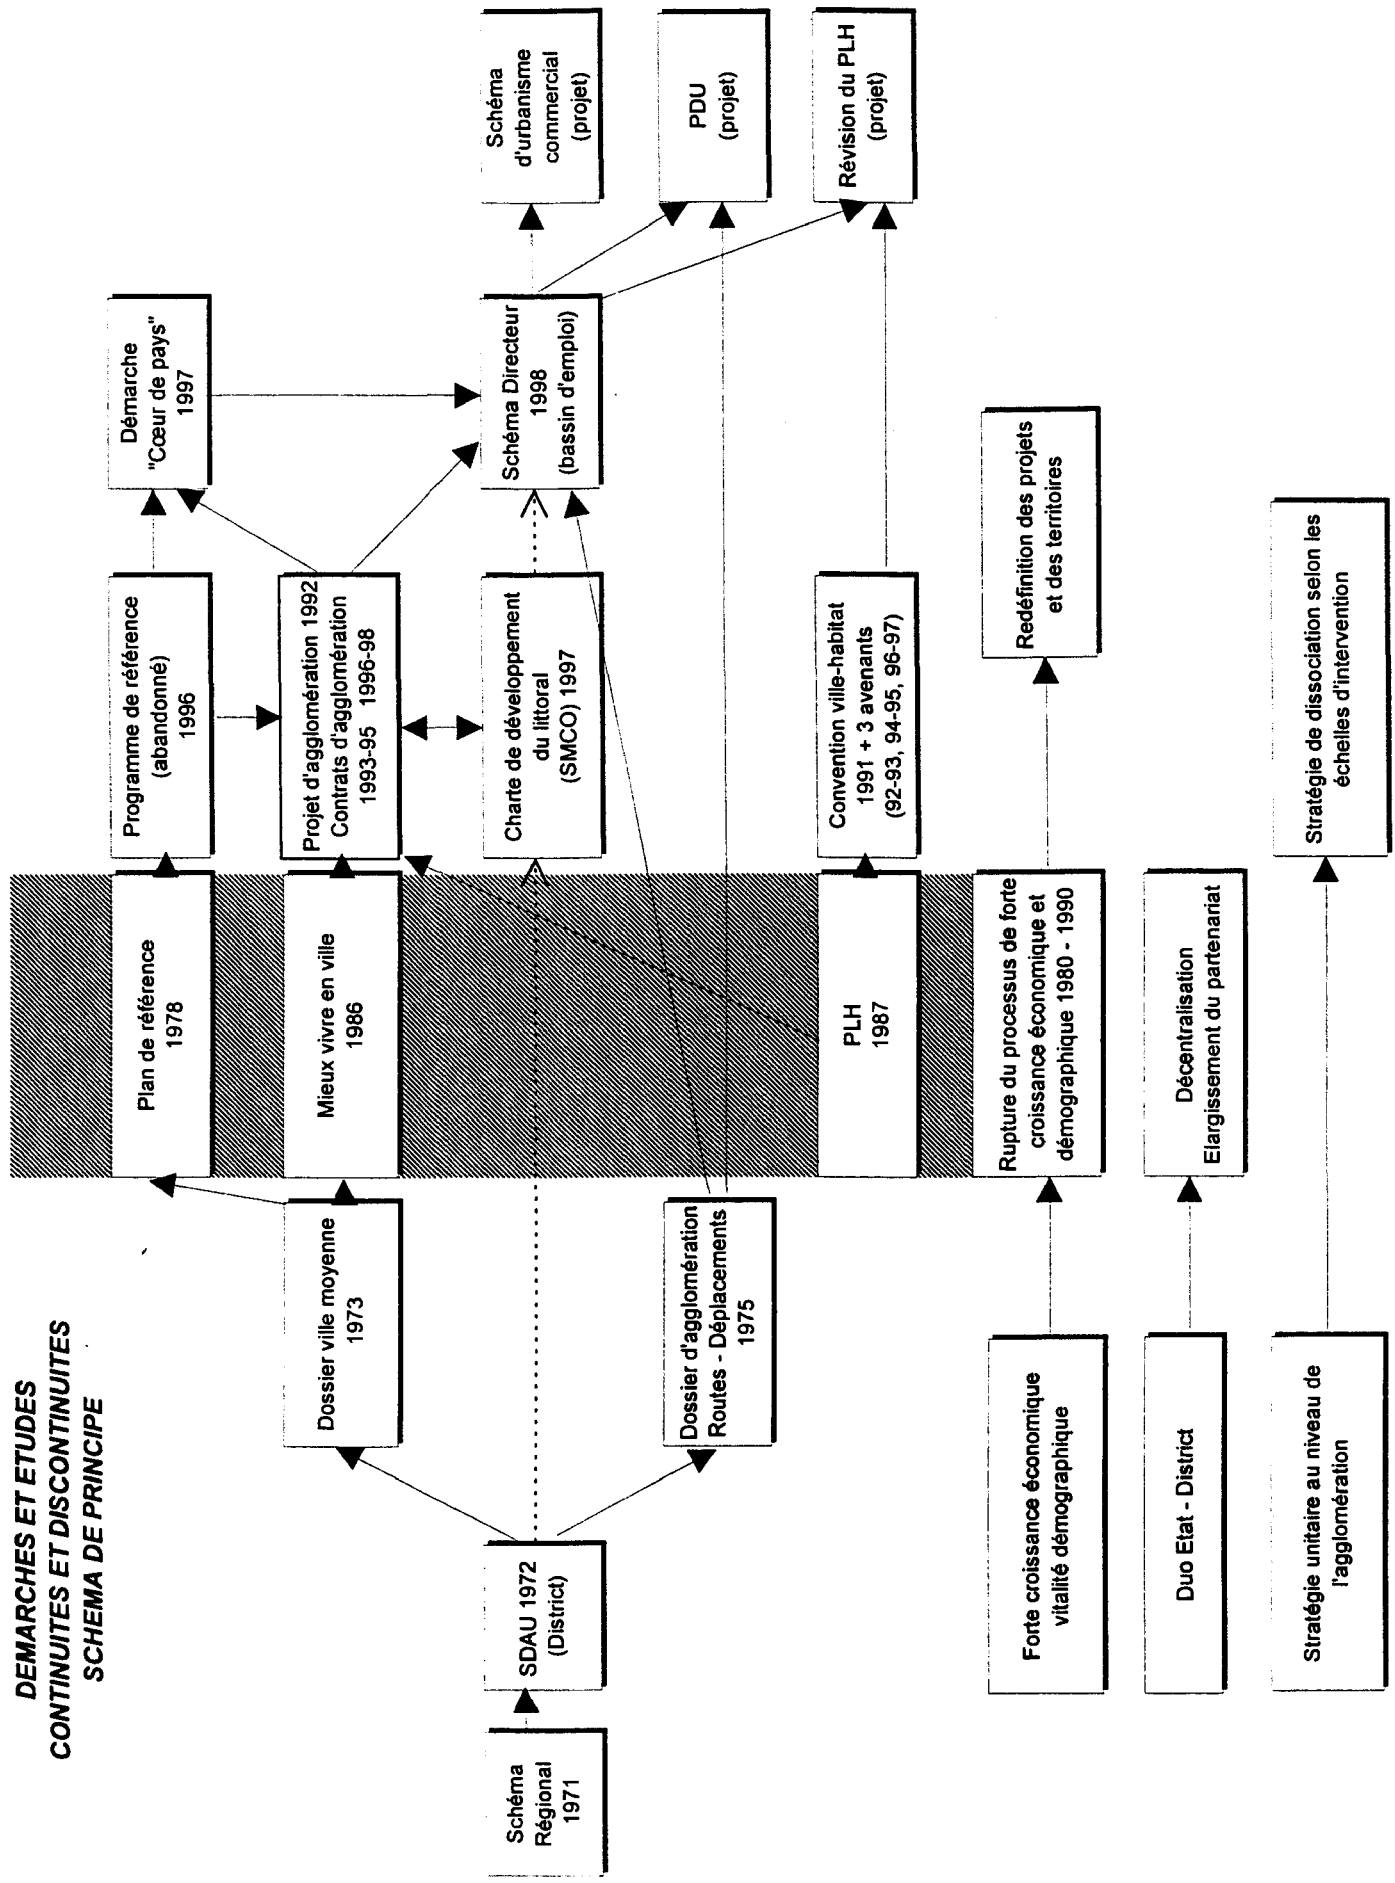 DEMARCHES ET ETUDES
CONTINUITES ET DISCONTINUITES
SCHEMA DE PRINCIPE
Schéma
Régional
1971
SDAU 1972
(District)
Dossier ville moyenne
1973
Dossier d'agglomération
Routes - Déplacements
1975
Plan de référence
1978
Mieux vivre en ville
1986
PLH
1987
Programme de référence
(abandonné)
1996
Projet d'agglomération 1992
Contrats d'agglomération
1993-95 1996-98
Charte de développement
du littoral
(SMCO) 1997
Convention ville-habitat
1991 + 3 avenants
(92-93, 94-95, 96-97)
Démarche
"Cœur de pays"
1997
Schéma Directeur
1998
(bassin d'emploi)
Schéma
d'urbanisme
commercial
(projet)
PDU
(projet)
Révision du PLH
(projet)
Forte croissance économique
vitalité démographique
Rupture du processus de forte
croissance économique et
démographique 1980 - 1990
Redéfinition des projets
et des territoires
Duo Etat - District
Décentralisation
Elargissement du partenariat
Stratégie unitaire au niveau de
l'agglomération
Stratégie de dissociation selon les
échelles d'intervention